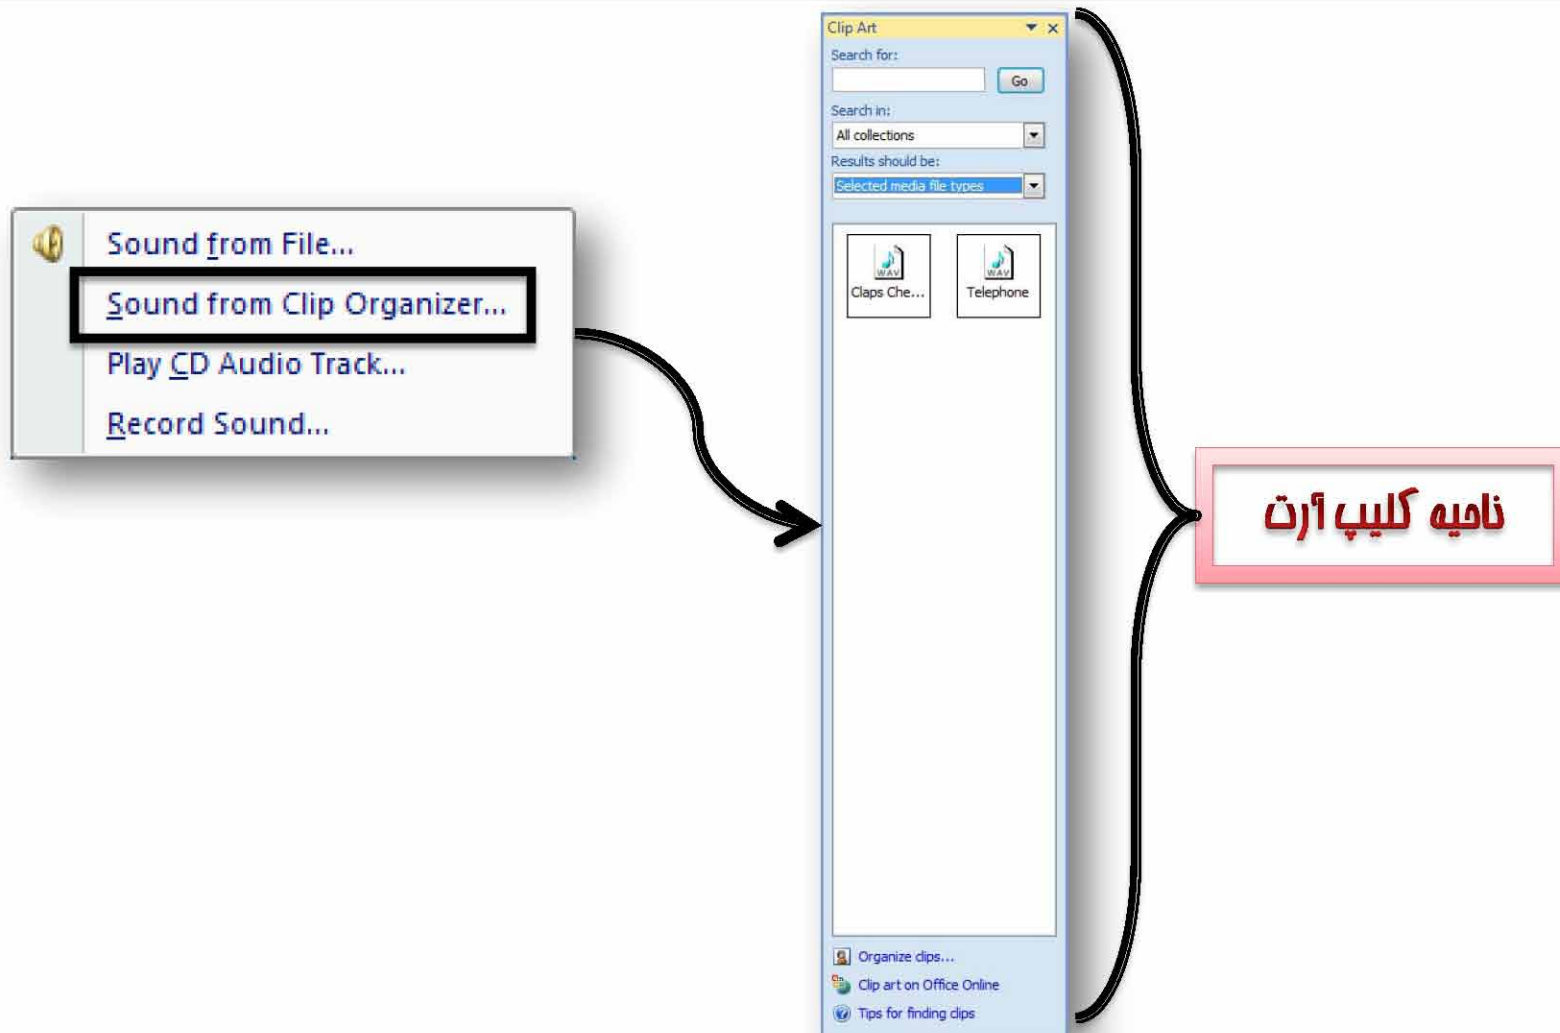 Sound from File...
Sound from Clip Organizer...
Play CD Audio Track...
Record Sound...
Clip Art
Search for:
Go
Search in:
All collections
Results should be:
Selected media file types
WAV WAV
Claps Che... Telephone
Organize clips...
Clip art on Office Online
Tips for finding clips
ناحیه کلیپ آرت